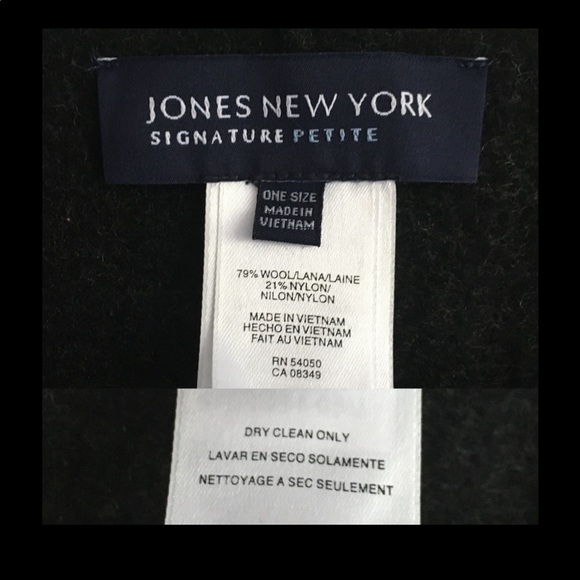 JONES NEW YORK
SIGNATURE PETITE
ONE SIZE
MADE IN
VIETNAM
79% WOOL/LANA/LAINE
21% NYLON/
NILON/NYLON
MADE IN VIETNAM
HECHO EN VIETNAM
FAIT AU VIETNAM
RN 54050
CA 08349
DRY CLEAN ONLY
LAVAR EN SECO SOLAMENTE
NETTOYAGE A SEC SEULEMENT